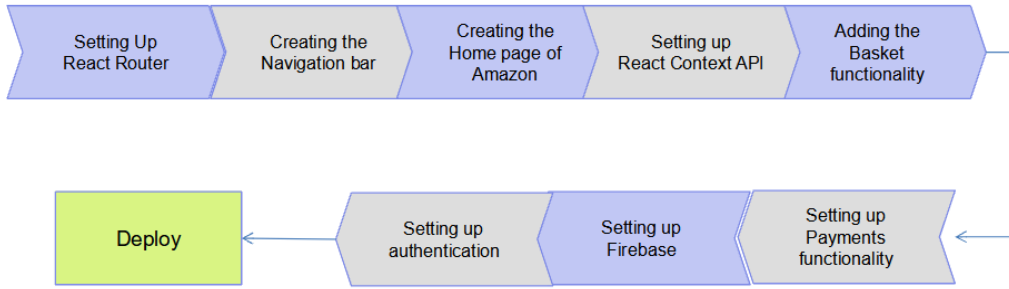 Setting Up
React Router
Creating the
Navigation bar
Creating the
Home page of
Amazon
Setting up
React Context API
Adding the
Basket
functionality
Setting up
Payments
functionality
Setting up
Firebase
Setting up
authentication
Deploy